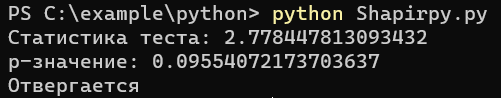 PS C:\example\python> python Shapirpy.py
Статистика теста: 2.778447813093432
p-значение: 0.09554072173703637
Отвергается